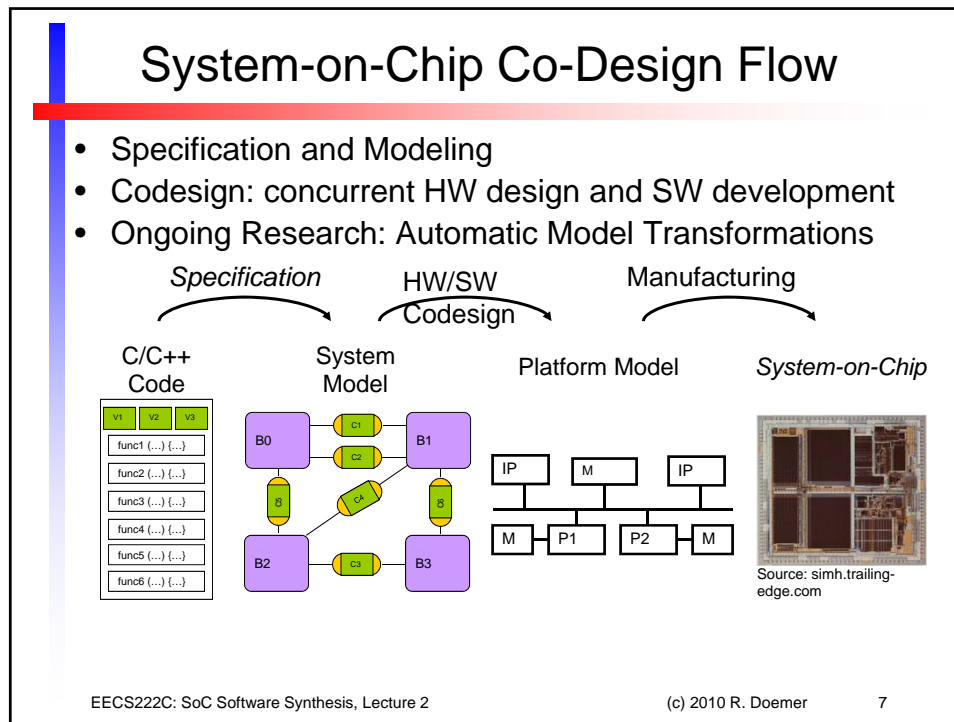 System-on-Chip Co-Design Flow
• Specification and Modeling
• Codesign: concurrent HW design and SW development
• Ongoing Research: Automatic Model Transformations
Specification
HW/SW
Codesign
Manufacturing
C/C++
Code
System
Model
Platform Model
System-on-Chip
V1 V2 V3
func1 (…) {…}
func2 (…) {…}
func3 (…) {…}
func4 (…) {…}
func5 (…) {…}
func6 (…) {…}
B0 C1 B1
C2
C4
B2 C3 B3
IP M IP
M P1 P2 M
Source: simh.trailing-
edge.com
EECS222C: SoC Software Synthesis, Lecture 2 (c) 2010 R. Doemer 7